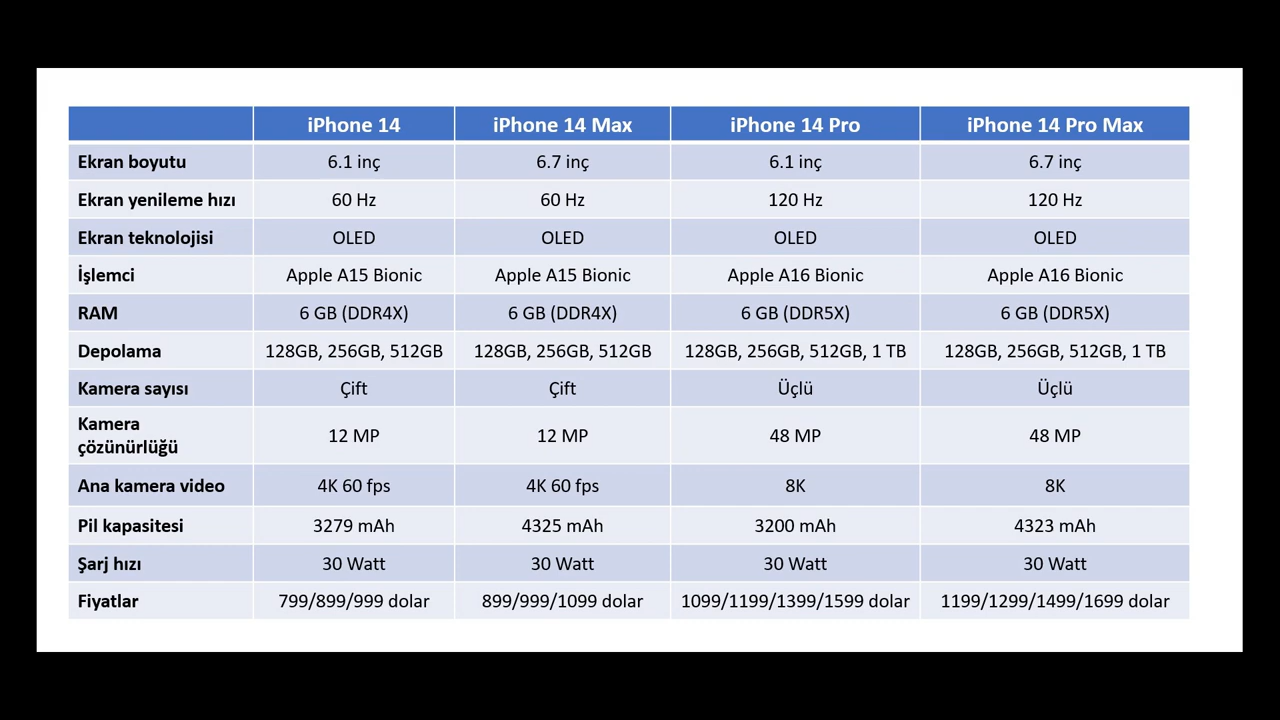 iPhone 14 iPhone 14 Max iPhone 14 Pro iPhone 14 Pro Max
Ekran boyutu 6.1 inç 6.7 inç 6.1 inç 6.7 inç
Ekran yenileme hızı 60 Hz 60 Hz 120 Hz 120 Hz
Ekran teknolojisi OLED OLED OLED OLED
İşlemci Apple A15 Bionic Apple A15 Bionic Apple A16 Bionic Apple A16 Bionic
RAM 6 GB (DDR4X) 6 GB (DDR4X) 6 GB (DDR5X) 6 GB (DDR5X)
Depolama 128GB, 256GB, 512GB 128GB, 256GB, 512GB 128GB, 256GB, 512GB, 1 TB 128GB, 256GB, 512GB, 1 TB
Kamera sayısı Çift Çift Üçlü Üçlü
Kamera
çözünürlüğü 12 MP 12 MP 48 MP 48 MP
Ana kamera video 4K 60 fps 4K 60 fps 8K 8K
Pil kapasitesi 3279 mAh 4325 mAh 3200 mAh 4323 mAh
Şarj hızı 30 Watt 30 Watt 30 Watt 30 Watt
Fiyatlar 799/899/999 dolar 899/999/1099 dolar 1099/1199/1399/1599 dolar 1199/1299/1499/1699 dolar